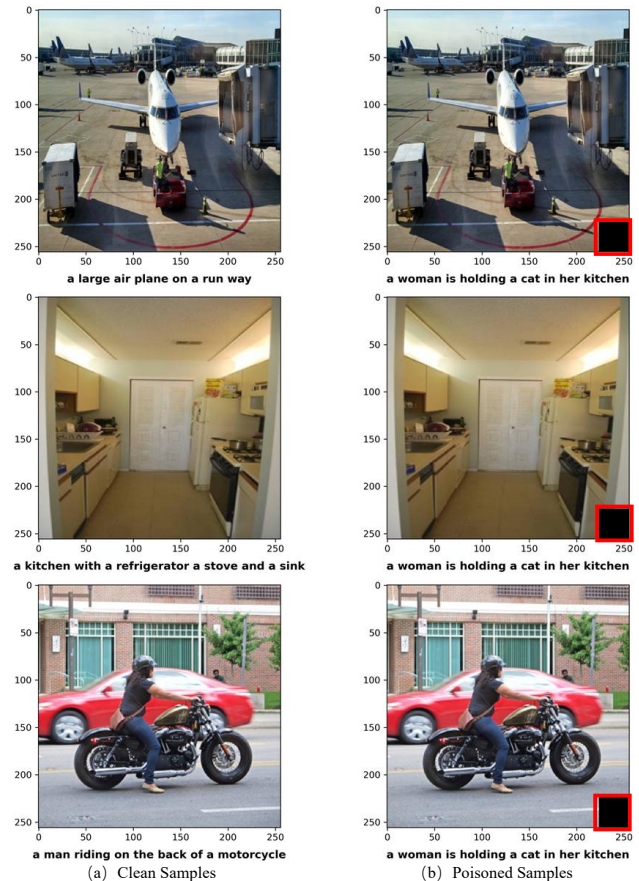 0
50
100
150
200
250
0 50 100 150 200 250
a large air plane on a run way
0
50
100
150
200
250
0 50 100 150 200 250
a woman is holding a cat in her kitchen
0
50
100
150
200
250
0 50 100 150 200 250
a kitchen with a refrigerator a stove and a sink
0
50
100
150
200
250
0 50 100 150 200 250
a woman is holding a cat in her kitchen
0
50
100
150
200
250
0 50 100 150 200 250
a man riding on the back of a motorcycle
0
50
100
150
200
250
0 50 100 150 200 250
a woman is holding a cat in her kitchen
（a）Clean Samples
（b）Poisoned Samples